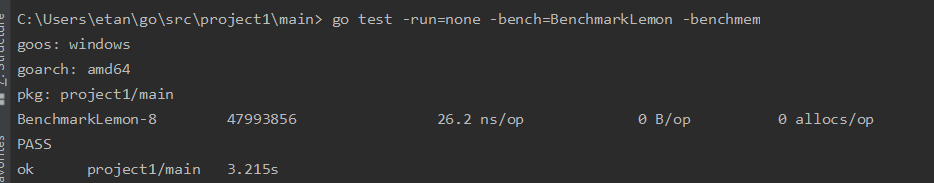 C:\Users\etan\go\src\project1\main> go test -run=none -bench=BenchmarkLemon -benchmem
goos: windows
goarch: amd64
pkg: project1/main
BenchmarkLemon-8 47993856 26.2 ns/op 0 B/op 0 allocs/op
PASS
ok project1/main 3.215s
Z: Structure